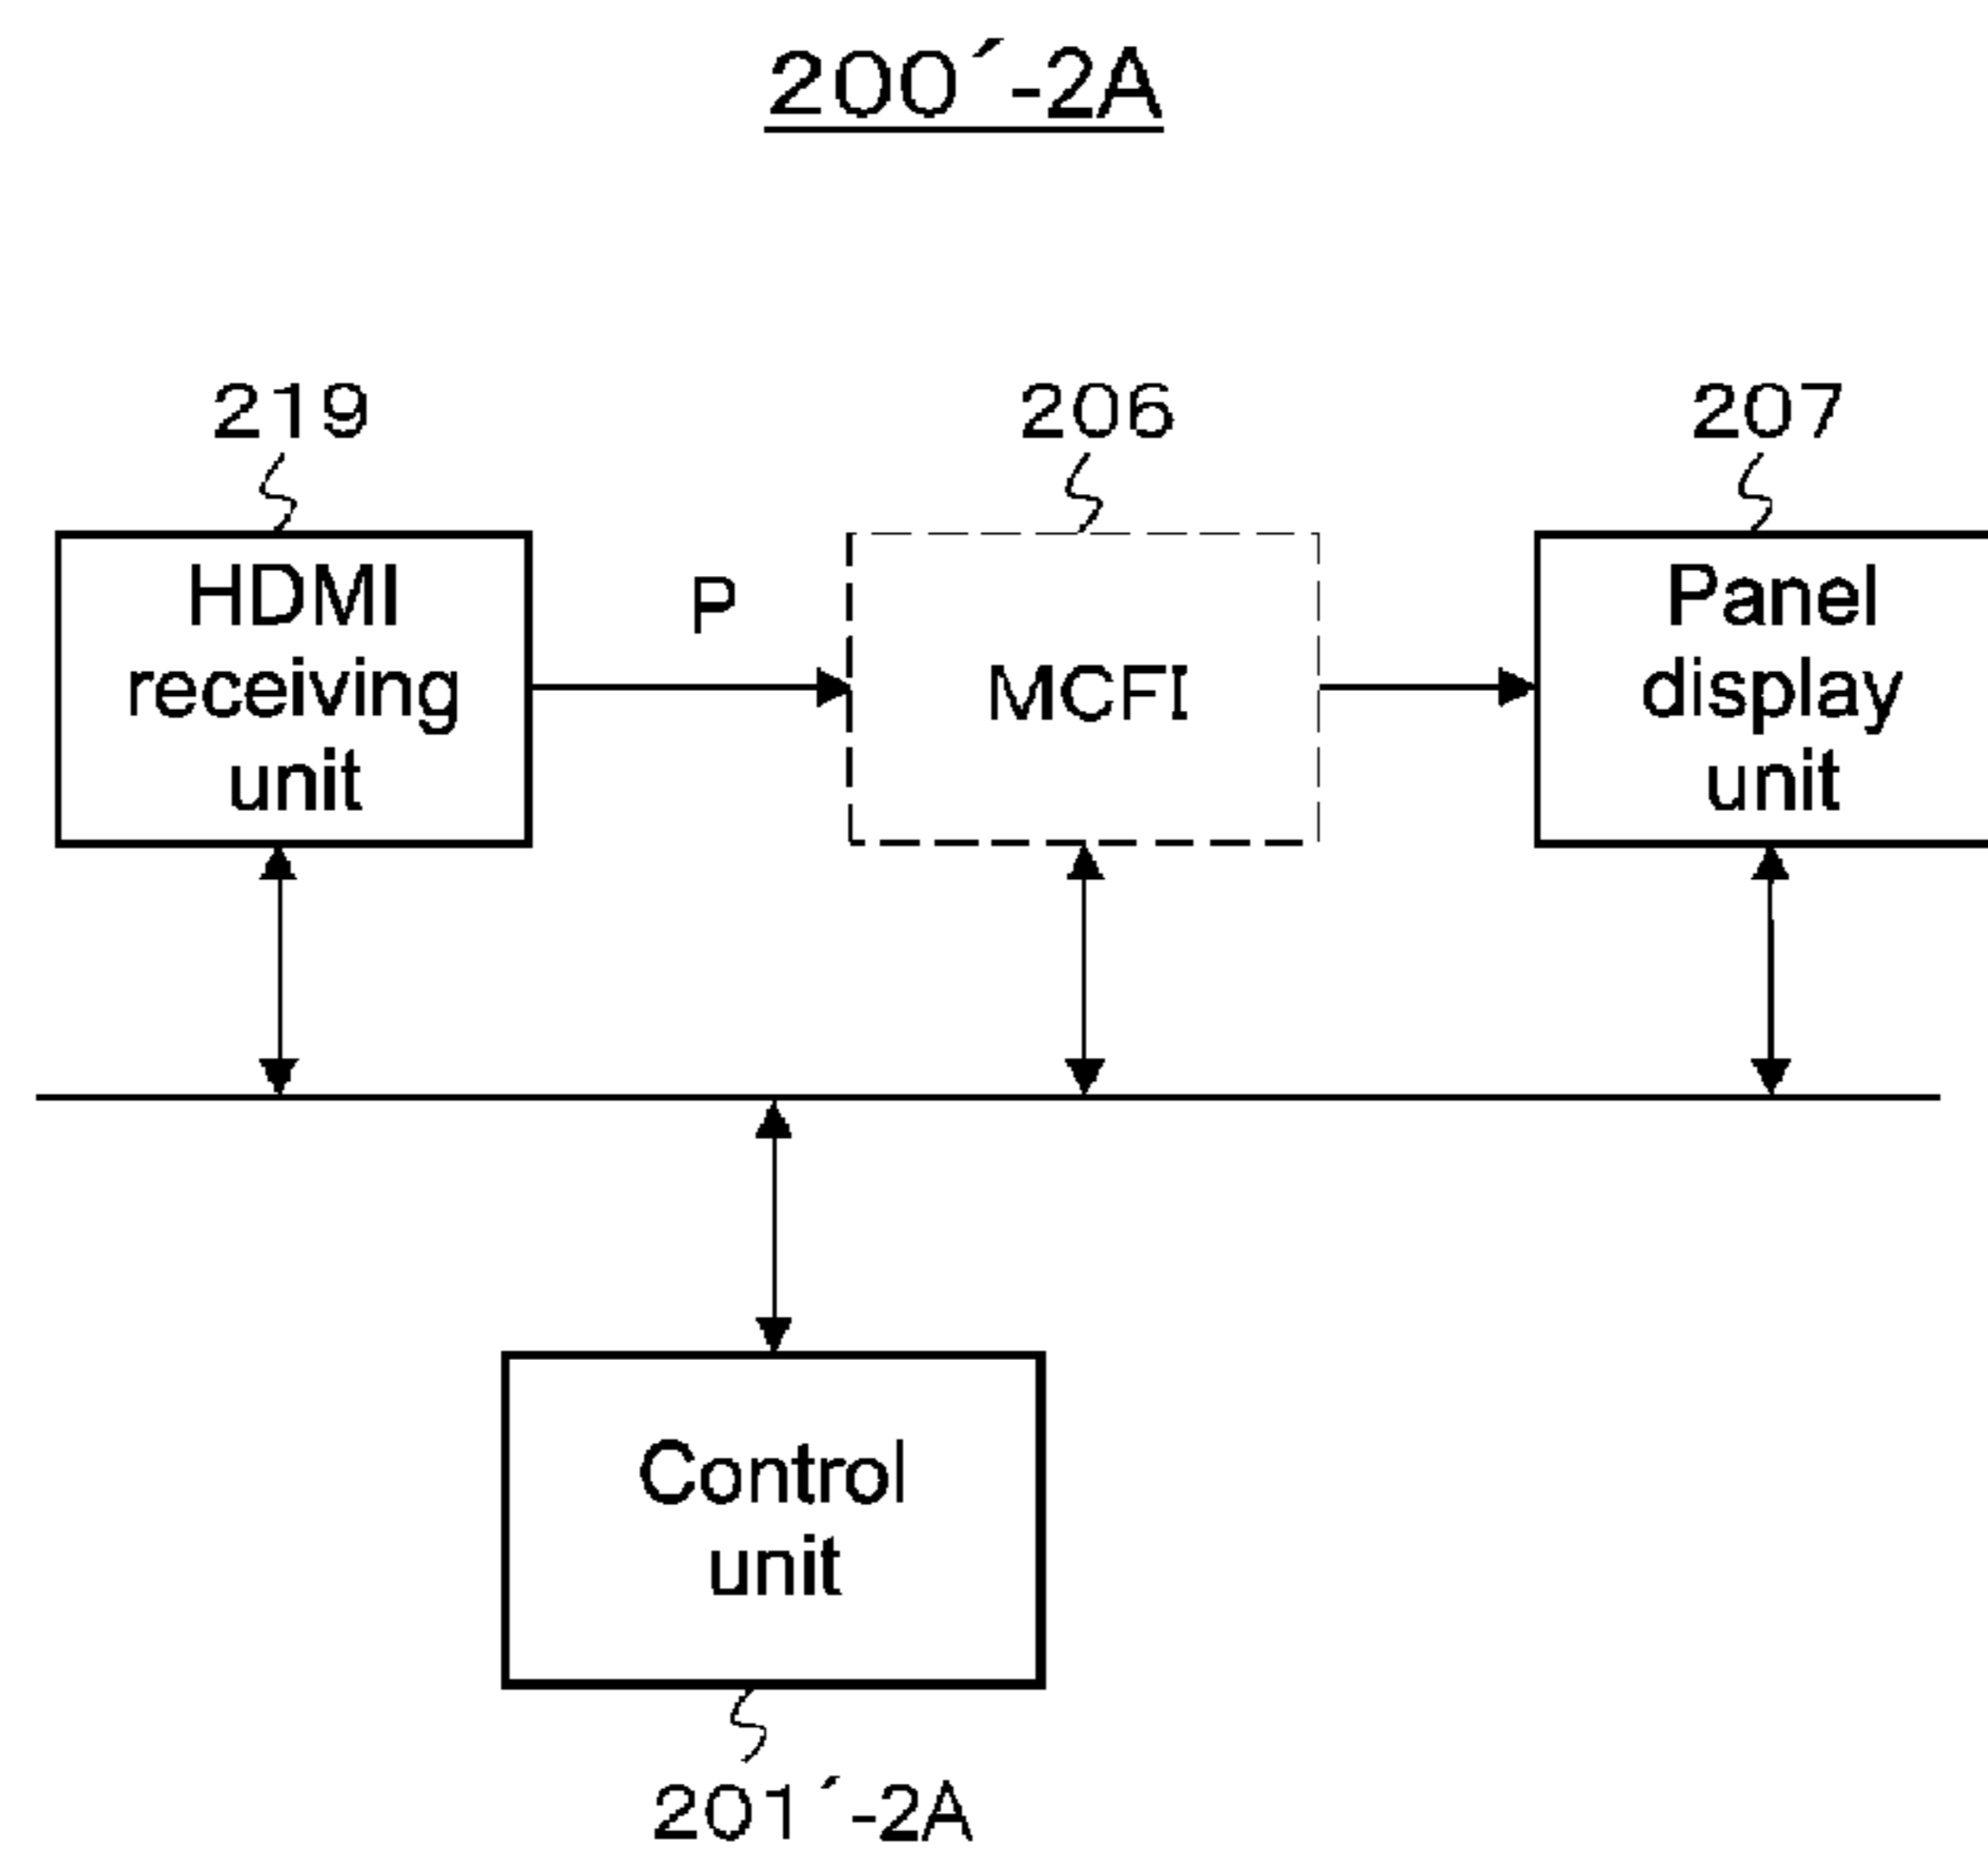 200´-2A
219
206
207
HDMI
receiving
unit
P
MCFI
Panel
display
unit
Control
unit
201´-2A